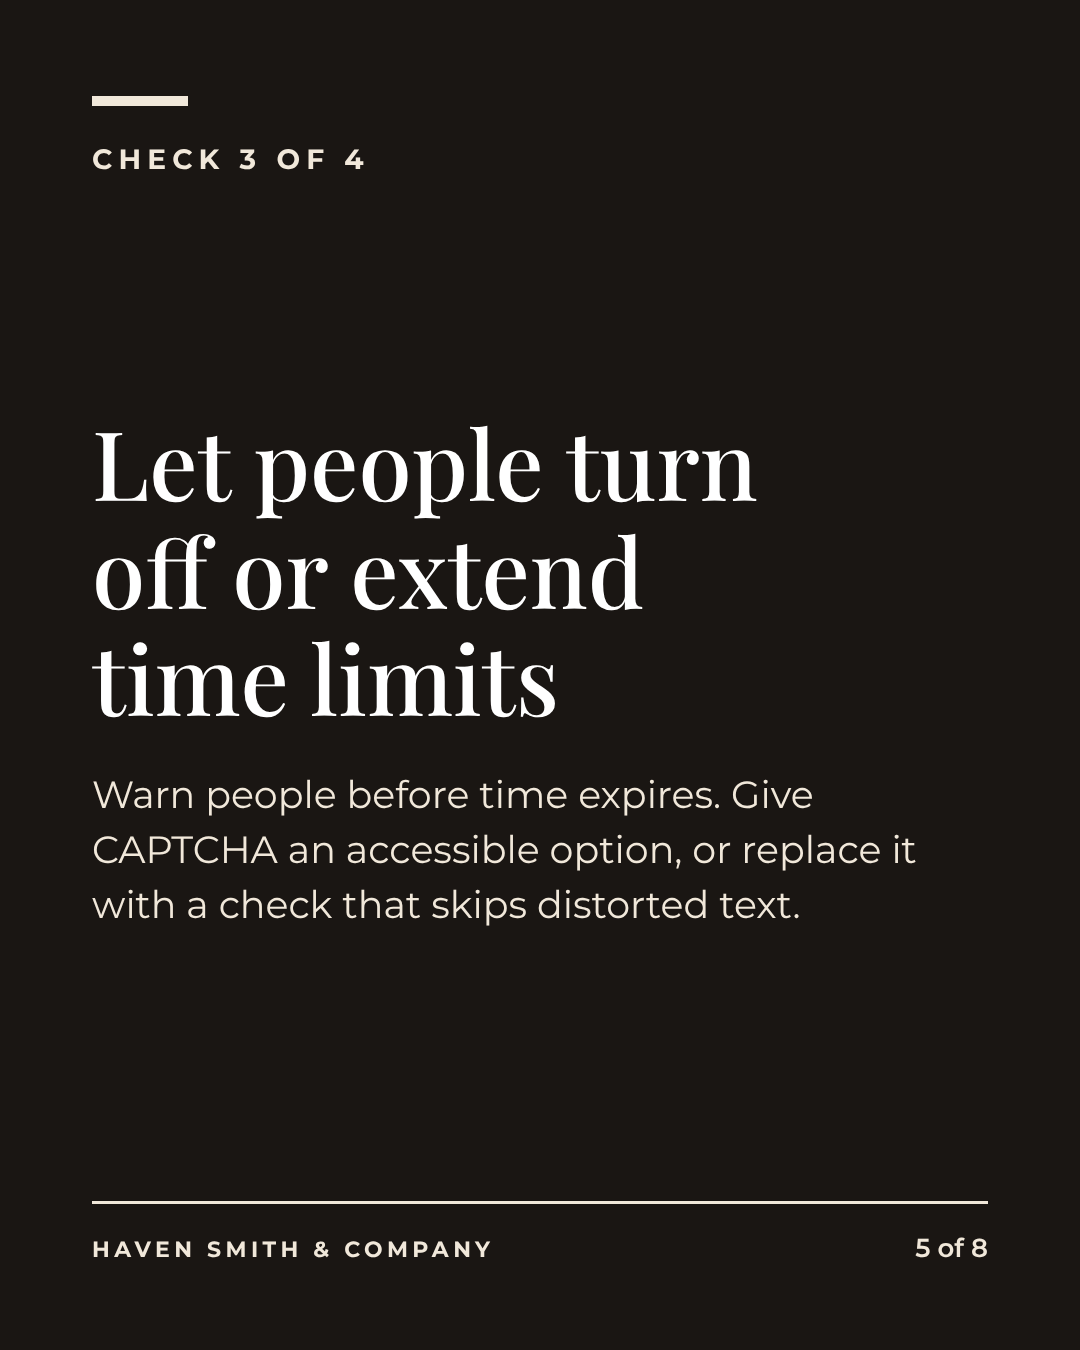 CHECK 3 OF 4
Let people turn
off or extend
time limits
Warn people before time expires. Give
CAPTCHA an accessible option, or replace it
with a check that skips distorted text.
HAVEN SMITH & COMPANY
5 of 8